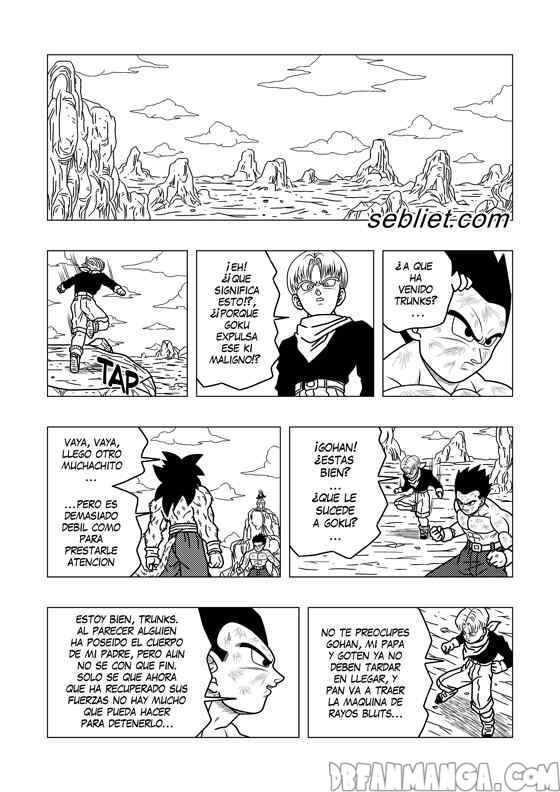 sebliet.com
¡EH!
¿¡QUE
SIGNIFICA
ESTO!?,
¿¡PORQUE
GOKU
EXPULSA
ESE KI
MALIGNO!?
¿A QUE
HA
VENIDO
TRUNKS?
...
TAP
VAYA, VAYA,
LLEGO OTRO
MUCHACHITO
...
...PERO ES
DEMASIADO
DEBIL COMO
PARA
PRESTARLE
ATENCION
¡GOHAN!
¿ESTAS
BIEN?
...
¿QUE LE
SUCEDE
A GOKU?
...
ESTOY BIEN, TRUNKS.
AL PARECER ALGUIEN
HA POSEIDO EL CUERPO
DE MI PADRE, PERO AUN
NO SE CON QUE FIN.
SOLO SE QUE AHORA
QUE HA RECUPERADO SUS
FUERZAS NO HAY MUCHO
QUE PUEDA HACER
PARA DETENERLO...
NO TE PREOCUPES
GOHAN, MI PAPA
Y GOTEN YA NO
DEBEN TARDAR
EN LLEGAR, Y
PAN VA A TRAER
LA MAQUINA DE
RAYOS BLUTS...
DBFANMANGA.COM